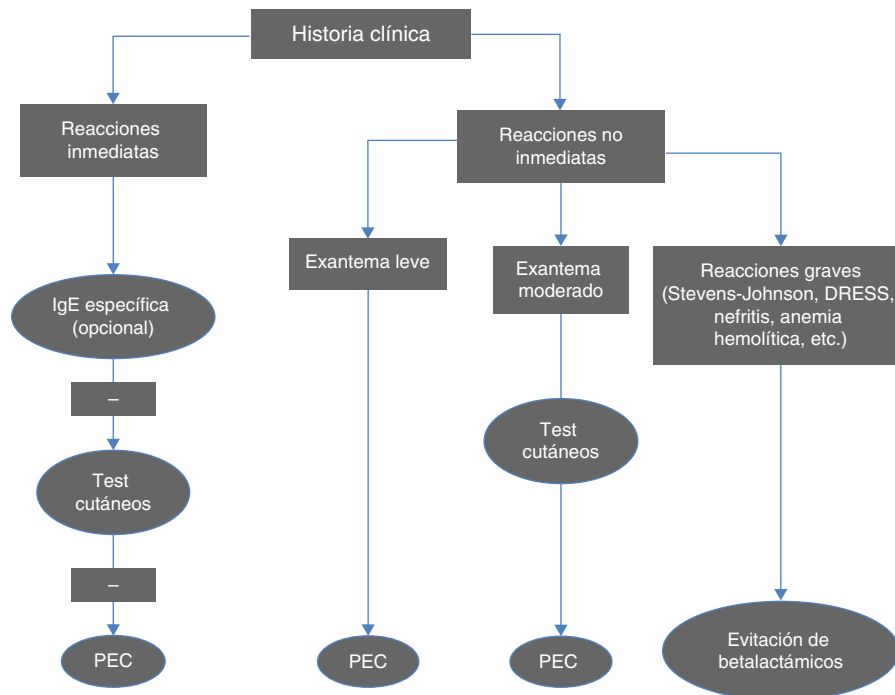 Historia clínica
Reacciones
inmediatas
Reacciones no
inmediatas
Exantema leve
Exantema
moderado
Reacciones graves
(Stevens-Johnson, DRESS,
nefritis, anemia
hemolítica, etc.)
IgE específica
(opcional)
–
Test
cutáneos
Test
cutáneos
–
PEC
PEC
PEC
Evitación de
betalactámicos